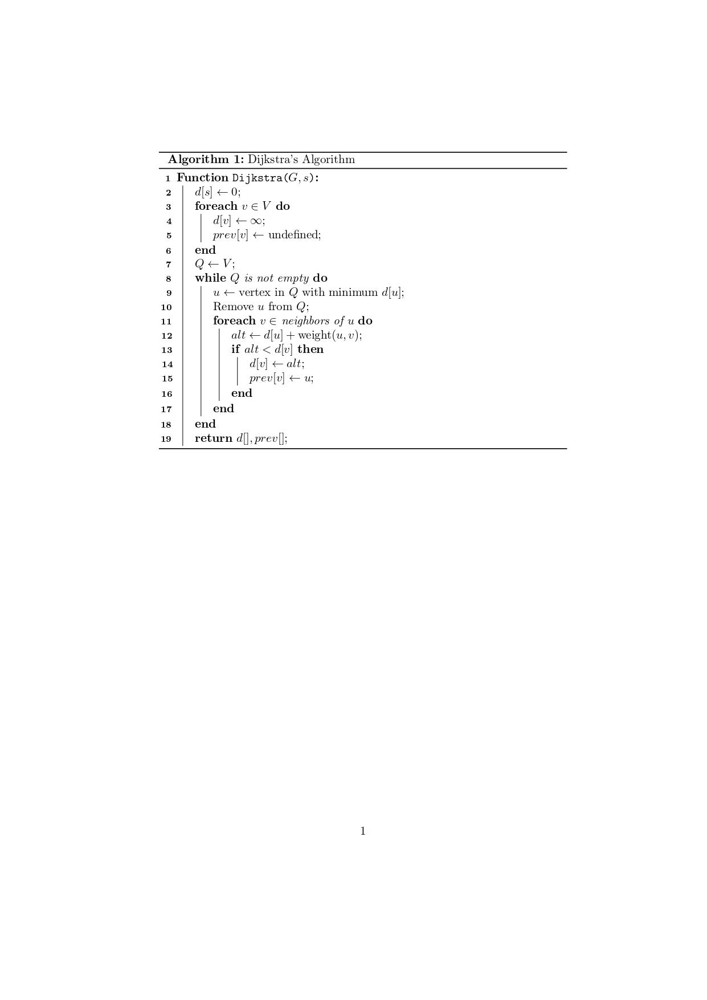 Algorithm 1: Dijkstra's Algorithm
1 Function Dijkstra(G, s):
2 d[s] ← 0;
3 foreach v ∈ V do
4 d[v] ← ∞;
5 prev[v] ← undefined;
6 end
7 Q ← V;
8 while Q is not empty do
9 u ← vertex in Q with minimum d[u];
10 Remove u from Q;
11 foreach v ∈ neighbors of u do
12 alt ← d[u] + weight(u, v);
13 if alt < d[v] then
14 d[v] ← alt;
15 prev[v] ← u;
16 end
17 end
18 end
19 return d[], prev[];
1